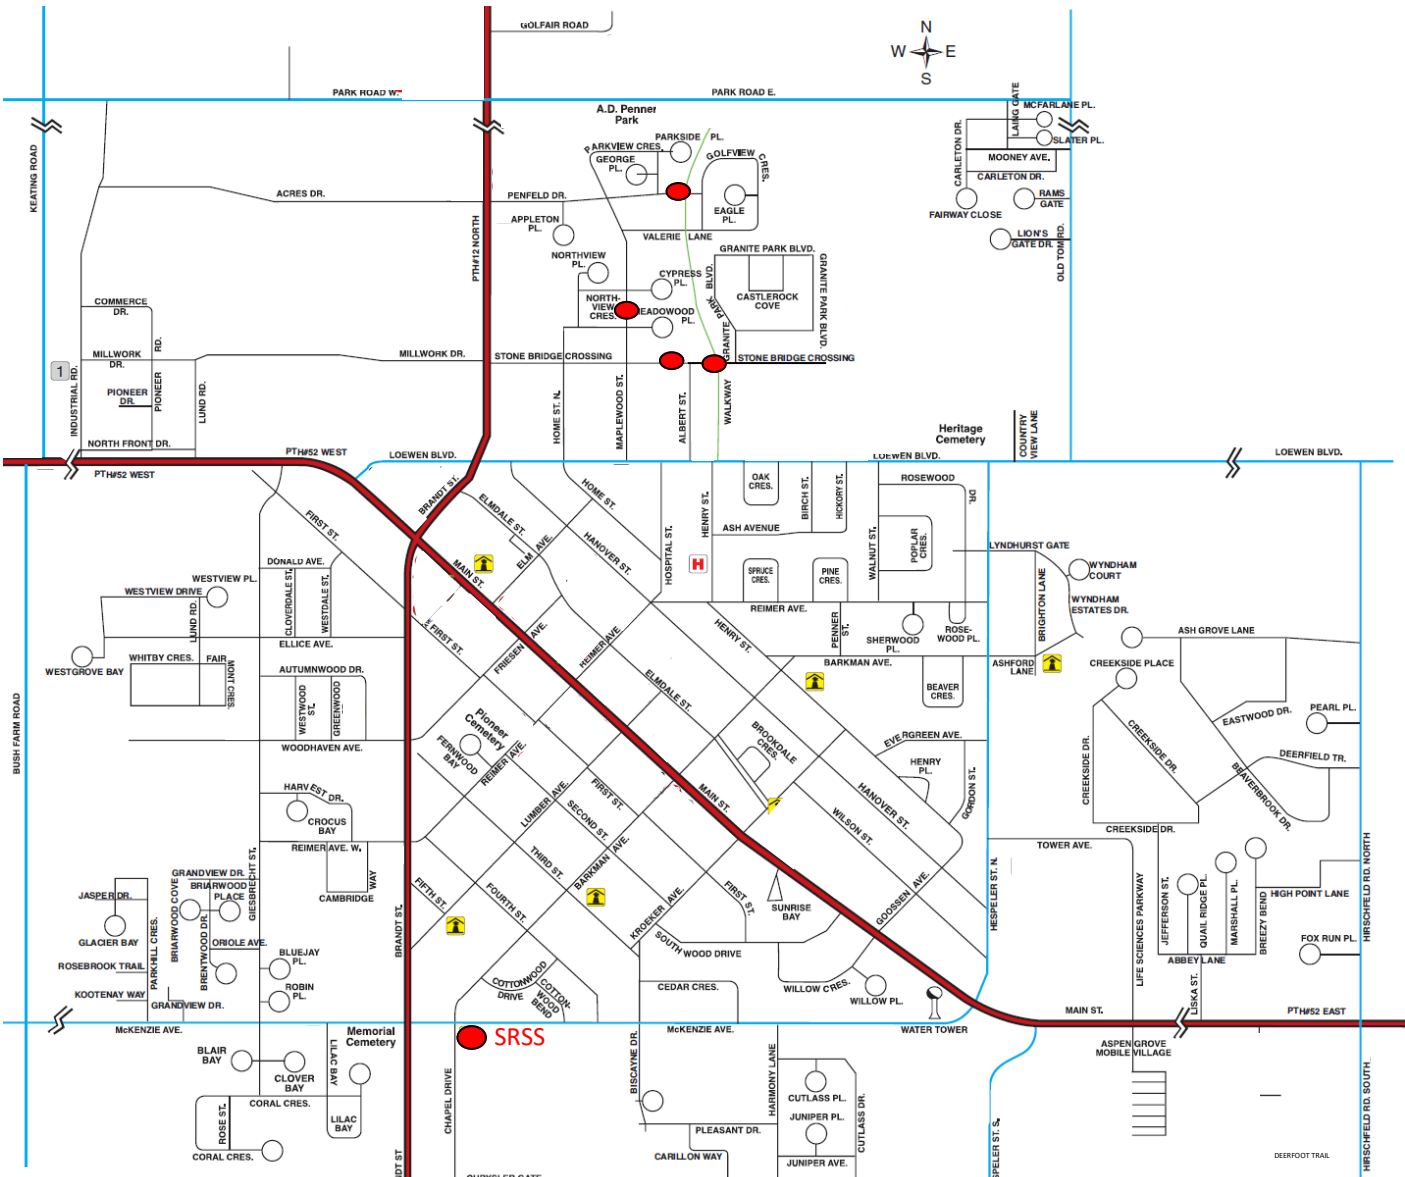 GOLFAIR ROAD
N
W E
S
PARK ROAD W.
PARK ROAD E.
A.D. Penner
Park
LAING GATE
MCFARLANE PL.
SLATER PL.
CARLETON DR.
MOONEY AVE.
CARLETON DR.
RAMS
GATE
FAIRWAY CLOSE
LION'S
GATE DR.
OLD TOM RD.
KEATING ROAD
ACRES DR.
PENFELD DR.
PARKSIDE PL.
PARKVIEW CRES.
GEORGE
PL.
GOLFVIEW CRES.
EAGLE
PL.
APPLETON
PL.
VALERIE LANE
PTH#12 NORTH
NORTHVIEW
PL.
CYPRESS
PL.
NORTH-
VIEW
CRES.
MEADOWOOD
PL.
GRANITE PARK BLVD.
GRANITE PARK BLVD.
GRANITE PARK BLVD.
CASTLEROCK
COVE
COMMERCE
DR.
MILLWORK
DR.
MILLWORK DR.
STONE BRIDGE CROSSING
STONE BRIDGE CROSSING
1
INDUSTRIAL RD.
PIONEER
DR.
PIONEER RD.
LUND RD.
NORTH FRONT DR.
HOME ST. N.
MAPLEWOOD ST.
ALBERT ST.
WALKWAY
Heritage
Cemetery
COUNTRY
VIEW LANE
PTH#52 WEST
PTH#52 WEST
LOEWEN BLVD.
LOEWEN BLVD.
LOEWEN BLVD.
BRANDT ST.
ELMDALE ST.
HOME ST.
HANOVER ST.
ELM AVE.
FIRST ST.
MAIN ST.
HOSPITAL ST.
HENRY ST.
H
OAK
CRES.
BIRCH ST.
HICKORY ST.
ASH AVENUE
SPRUCE
CRES.
PINE
CRES.
WALNUT ST.
ROSEWOOD DR.
POPLAR
CRES.
LYNDHURST GATE
WYNDHAM
COURT
WYNDHAM
ESTATES DR.
BRIGHTON LANE
REIMER AVE.
PENNER
ST.
SHERWOOD
PL.
ROSE-
WOOD PL.
BARKMAN AVE.
ASHFORD
LANE
BEAVER
CRES.
ASH GROVE LANE
CREEKSIDE PLACE
EASTWOOD DR.
PEARL PL.
DEERFIELD TR.
CREEKSIDE DR.
CREEKSIDE DR.
CREEKSIDE DR.
BEAVERBROOK DR.
DONALD AVE.
WESTVIEW PL.
WESTVIEW DRIVE
LUND RD.
CLOVERDALE ST.
WESTDALE ST.
ELLICE AVE.
WESTGROVE BAY
WHITBY CRES.
FAIR
MONT CRES.
AUTUMNWOOD DR.
WESTWOOD
ST.
GREENWOOD
WOODHAVEN AVE.
BUSH FARM ROAD
AVE
FIRST ST.
FRIESEN AVE.
REIMER AVE.
HENRY ST.
ELMDALE ST.
BROOKDALE
CRES.
Pioneer
Cemetery
FERNWOOD
BAY
REIMER AVE.
LUMBER AVE.
FIRST ST.
SECOND ST.
THIRD ST.
BARKMAN AVE.
MAIN ST.
EVERGREEN AVE.
HENRY
PL.
HANOVER ST.
WILSON ST.
GORDON ST.
HARVEST DR.
CROCUS
BAY
REIMER AVE. W.
CAMBRIDGE WAY
GIESBRECHT ST.
GRANDVIEW DR.
BRIARWOOD
PLACE
BRIARWOOD COVE
BRENTWOOD DR.
JASPER DR.
GLACIER BAY
PARKHILL CRES.
ORIOLE AVE.
BLUEJAY
PL.
ROBIN
PL.
ROSEBROOK TRAIL
KOOTENAY WAY
GRANDVIEW DR.
BRANDT ST.
FIFTH ST.
FOURTH ST.
KROEKER AVE.
FIRST ST.
SUNRISE
BAY
GOOSSEN AVE.
SOUTH WOOD DRIVE
CEDAR CRES.
WILLOW CRES.
WILLOW PL.
COTTONWOOD
DRIVE
COTTON-
WOOD
BEND
TOWER AVE.
HESPELER ST. N.
LIFE SCIENCES PARKWAY
JEFFERSON ST.
QUAIL RIDGE PL.
MARSHALL PL.
BREEZY BEND
HIGH POINT LANE
FOX RUN PL.
ABBEY LANE
LISKA ST.
HIRSCHFELD RD. NORTH
McKENZIE AVE.
McKENZIE AVE.
Memorial
Cemetery
SRSS
WATER TOWER
MAIN ST.
PTH#52 EAST
ASPEN GROVE
MOBILE VILLAGE
BLAIR
BAY
CLOVER
BAY
LILAC BAY
LILAC
BAY
CORAL CRES.
ROSE ST.
CORAL CRES.
CHAPEL DRIVE
BISCAYNE DR.
HARMONY LANE
CUTLASS PL.
JUNIPER PL.
CUTLASS DR.
PLEASANT DR.
CARILLON WAY
JUNIPER AVE.
DEERFOOT TRAIL
HIRSCHFELD RD. SOUTH